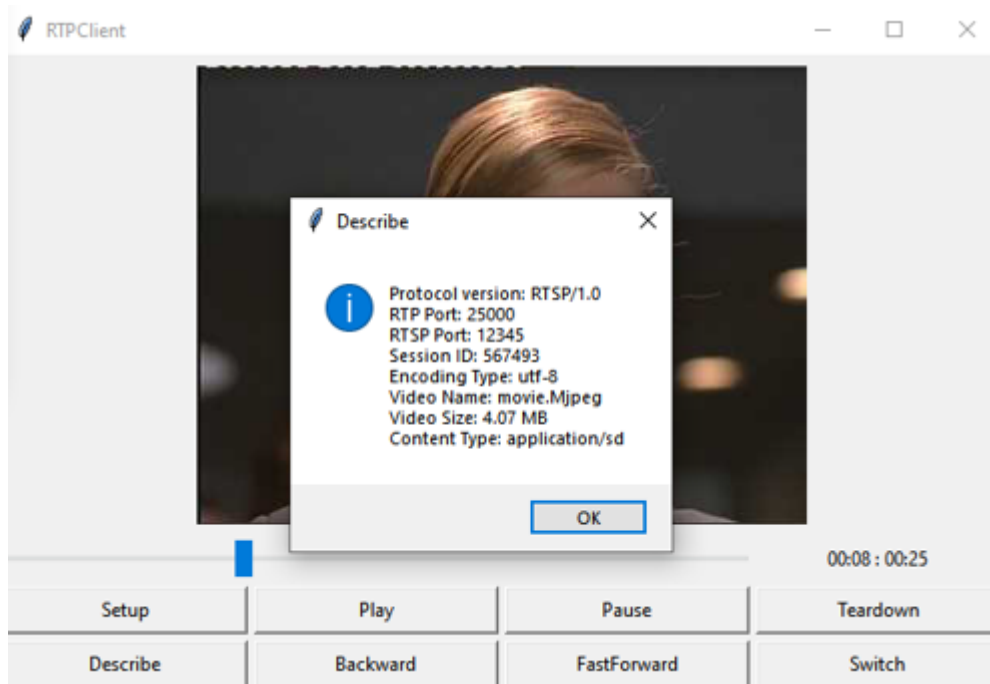 RTPClient
Describe
Protocol version: RTSP/1.0
RTP Port: 25000
RTSP Port: 12345
Session ID: 567493
Encoding Type: utf-8
Video Name: movie.Mjpeg
Video Size: 4.07 MB
Content Type: application/sd
OK
00:08 : 00:25
Setup Play Pause Teardown
Describe Backward FastForward Switch